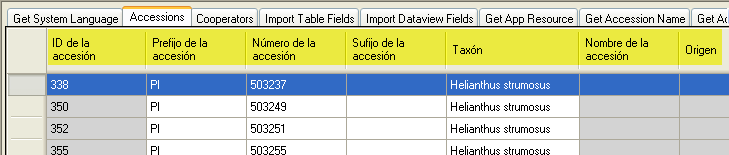 Get System Language Accessions Cooperators Import Table Fields Import Dataview Fields Get App Resource Get Accession Name Get Ac
ID de la accesión Prefijo de la accesión Número de la accesión Sufijo de la accesión Taxón Nombre de la accesión Origen
338 PI 503237 Helianthus strumosus
350 PI 503249 Helianthus strumosus
352 PI 503251 Helianthus strumosus
355 PI 503255 Helianthus strumosus